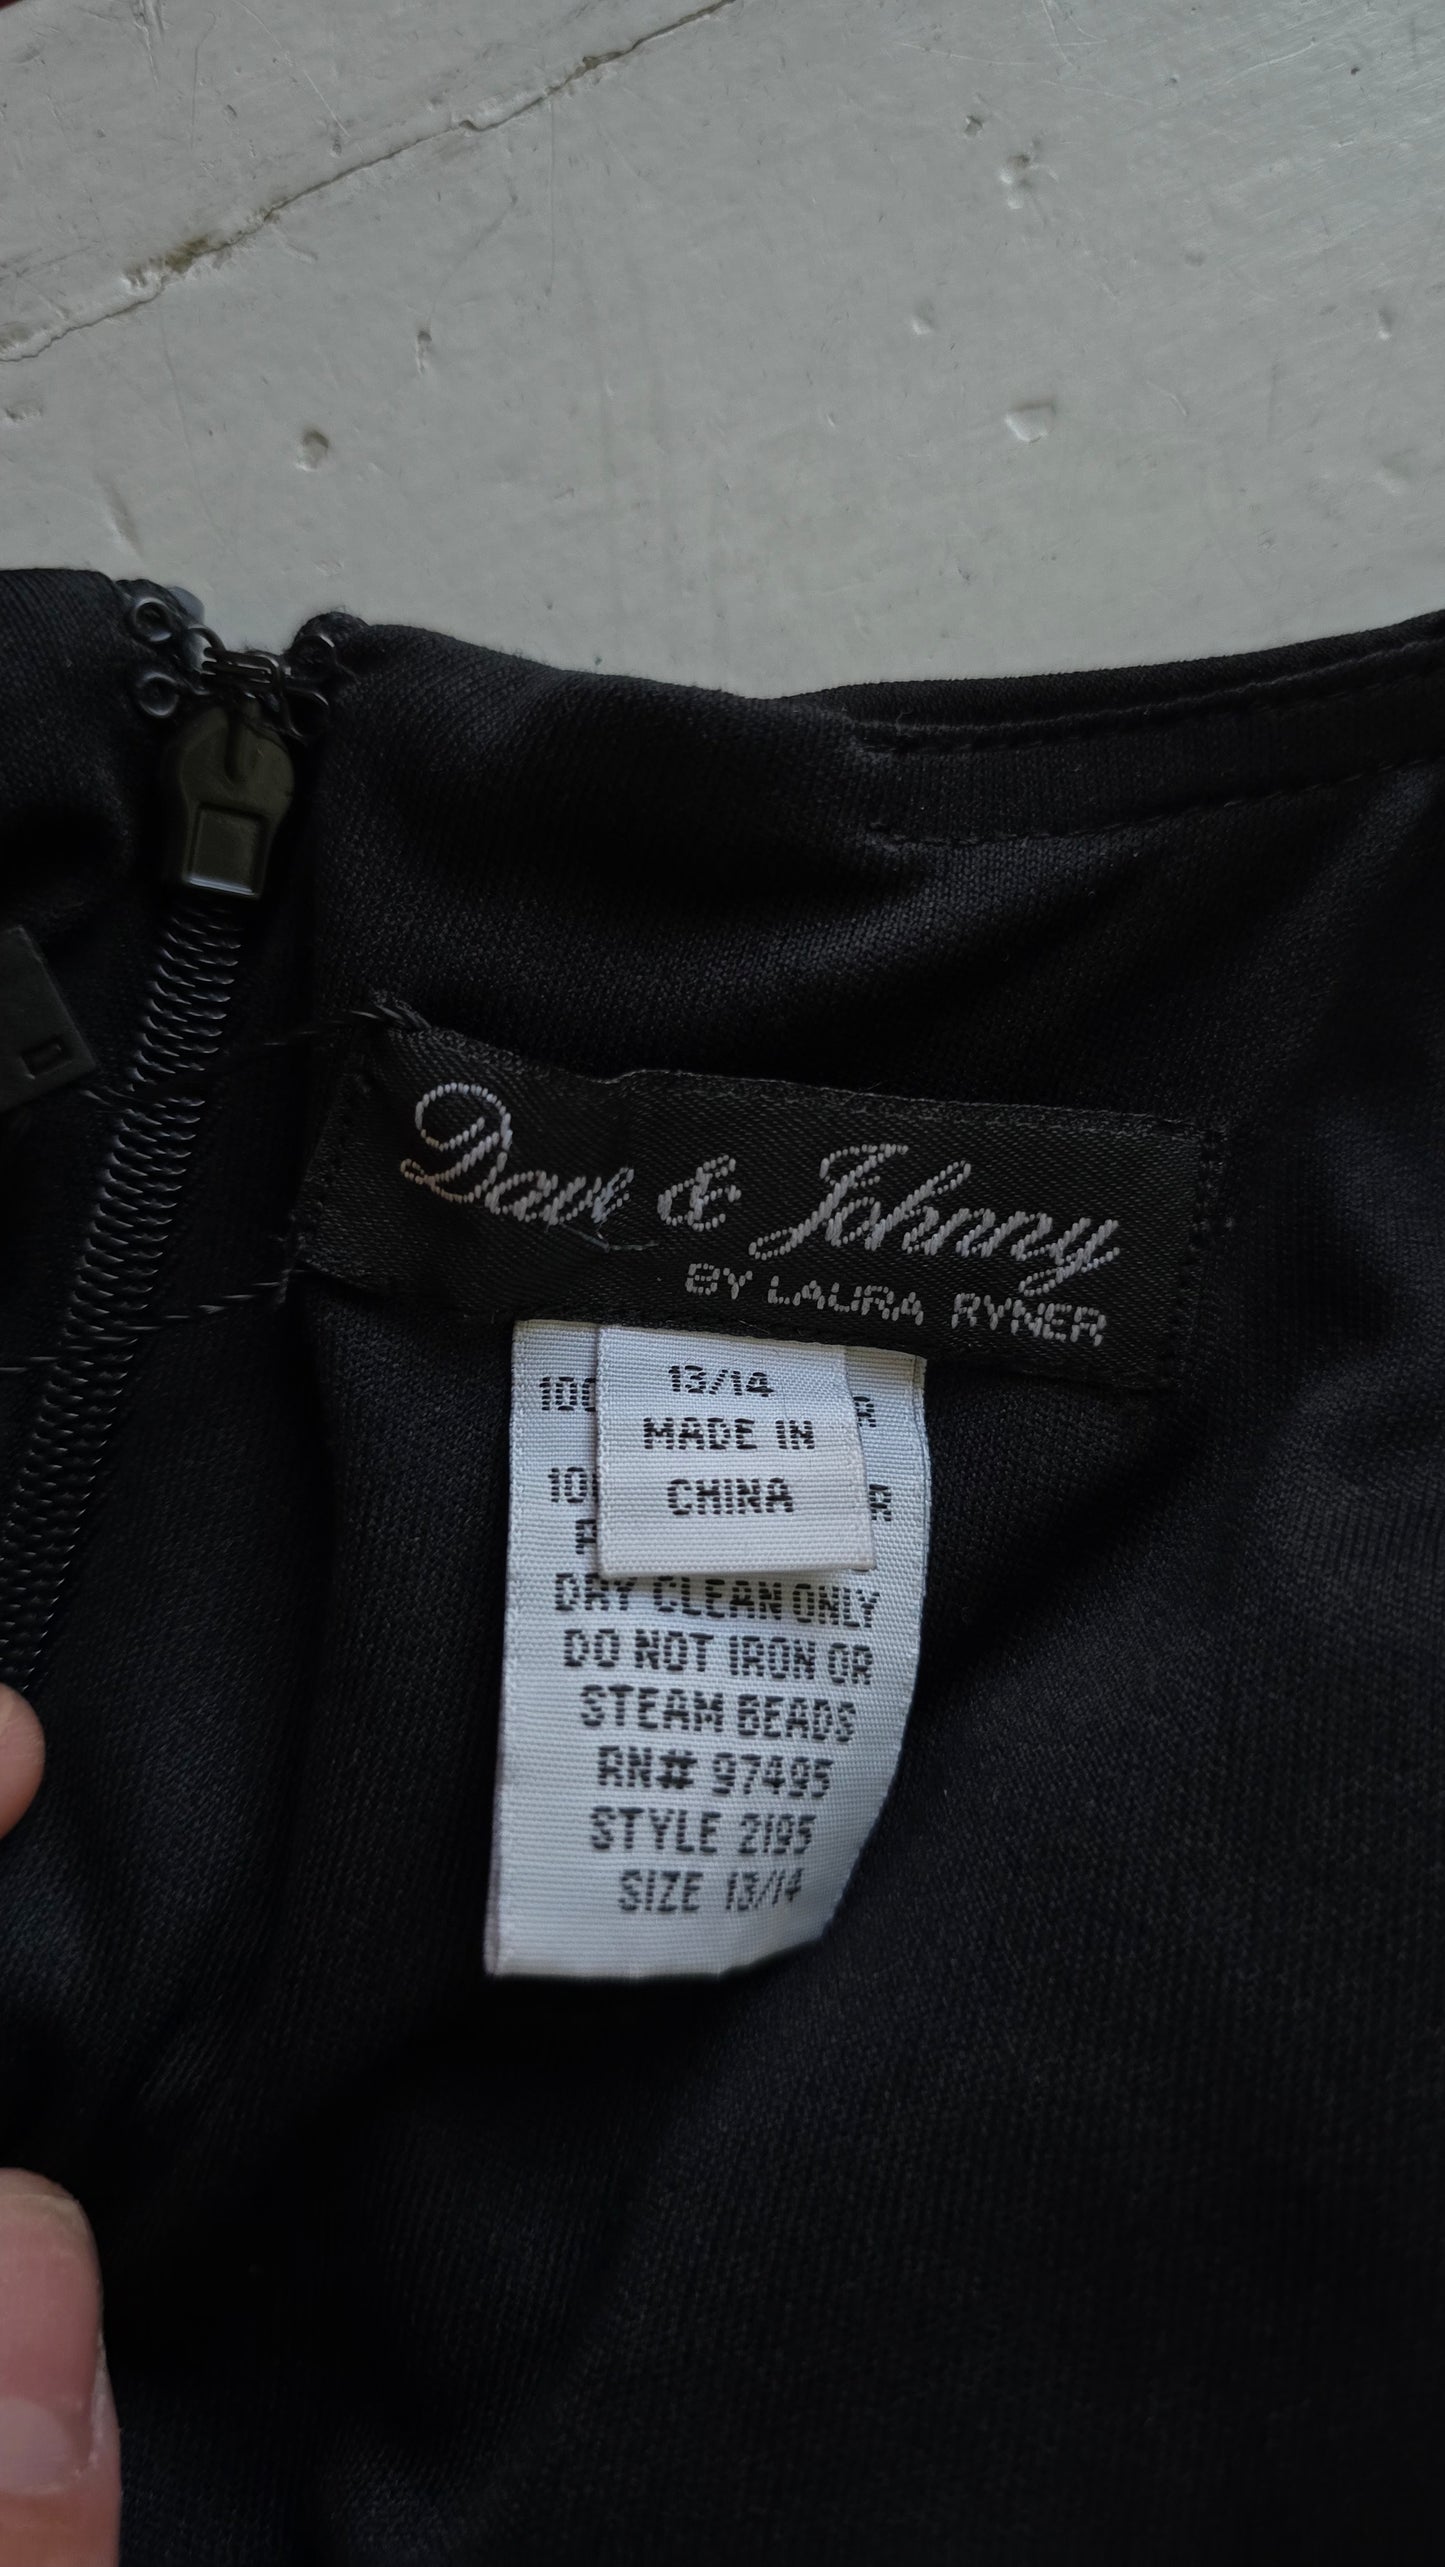 Dave & Johnny
BY LAURA RYNER
13/14
MADE IN
CHINA
DRY CLEAN ONLY
DO NOT IRON OR
STEAM BEADS
RN# 97495
STYLE 2195
SIZE 13/14